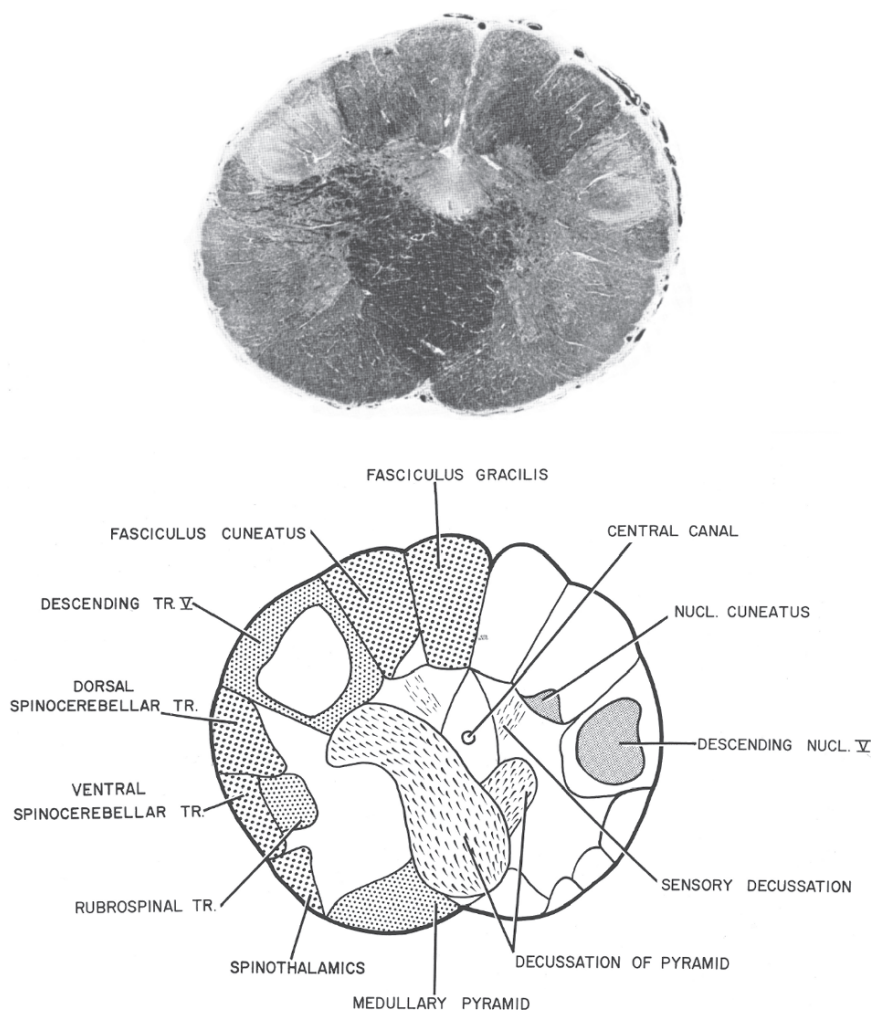 FASCICULUS GRACILIS
FASCICULUS CUNEATUS
CENTRAL CANAL
DESCENDING TR. V
NUCL. CUNEATUS
DORSAL
SPINOCEREBELLAR TR.
DESCENDING NUCL. V
VENTRAL
SPINOCEREBELLAR TR.
SENSORY DECUSSATION
RUBROSPINAL TR.
SPINOTHALAMICS
DECUSSATION OF PYRAMID
MEDULLARY PYRAMID